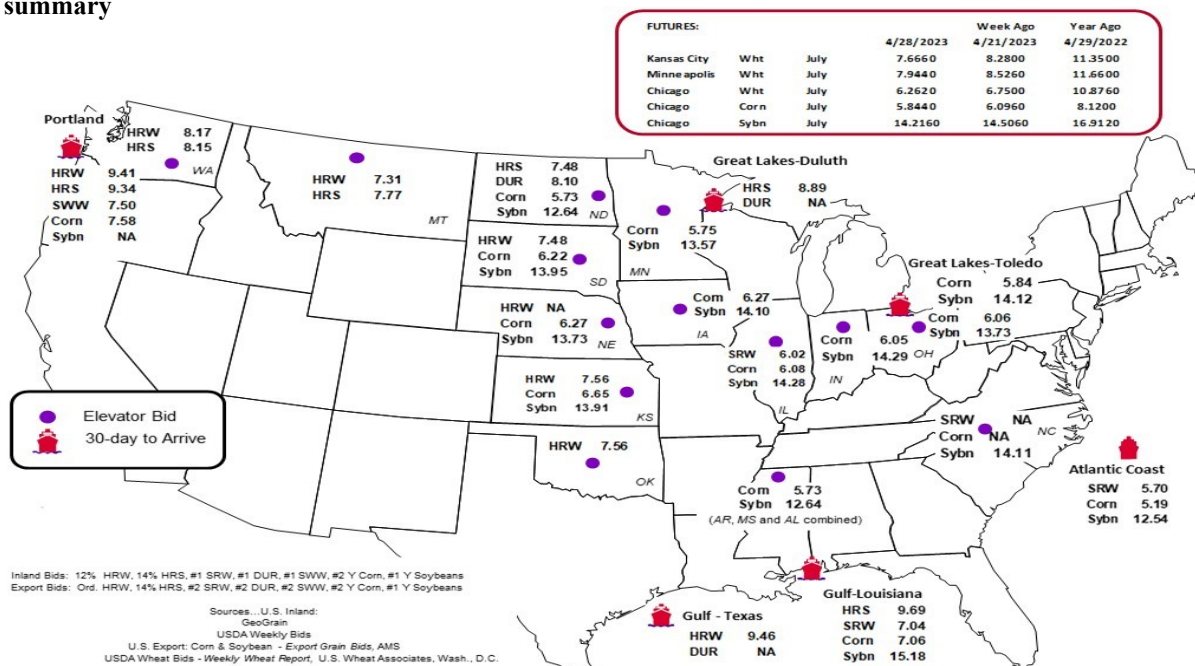 summary
FUTURES: Week Ago Year Ago
4/28/2023 4/21/2023 4/29/2022
Kansas City Wht July 7.6660 8.2800 11.3500
Minneapolis Wht July 7.9440 8.5260 11.6600
Chicago Wht July 6.2620 6.7500 10.8760
Chicago Corn July 5.8440 6.0960 8.1200
Chicago Sybn July 14.2160 14.5060 16.9120
Portland
HRW 9.41
HRS 9.34
SWW 7.50
Corn 7.58
Sybn NA
HRW 8.17
HRS 8.15
WA
HRW 7.31
HRS 7.77
MT
HRS 7.48
DUR 8.10
Corn 5.73
Sybn 12.64
ND
HRW 7.48
Corn 6.22
Sybn 13.95
SD
HRW NA
Corn 6.27
Sybn 13.73
NE
HRW 7.56
Corn 6.65
Sybn 13.91
KS
HRW 7.56
OK
Great Lakes-Duluth
HRS 8.89
DUR NA
Corn 5.75
Sybn 13.57
MN
Corn 6.27
Sybn 14.10
IA
SRW 6.02
Corn 6.08
Sybn 14.28
IL
Corn 6.05
Sybn 14.29
IN
Great Lakes-Toledo
Corn 5.84
Sybn 14.12
Corn 6.06
Sybn 13.73
OH
SRW NA
Corn NA
Sybn 14.11
NC
Atlantic Coast
SRW 5.70
Corn 5.19
Sybn 12.54
Corn 5.73
Sybn 12.64
(AR, MS and AL combined)
Gulf-Louisiana
HRS 9.69
SRW 7.04
Corn 7.06
Sybn 15.18
Gulf - Texas
HRW 9.46
DUR NA
Elevator Bid
30-day to Arrive
Inland Bids: 12% HRW, 14% HRS, #1 SRW, #1 DUR, #1 SWW, #2 Y Corn, #1 Y Soybeans
Export Bids: Ord. HRW, 14% HRS, #2 SRW, #2 DUR, #2 SWW, #2 Y Corn, #1 Y Soybeans
Sources...U.S. Inland:
GeoGrain
USDA Weekly Bids
U.S. Export: Corn & Soybean - Export Grain Bids, AMS
USDA Wheat Bids - Weekly Wheat Report, U.S. Wheat Associates, Wash., D.C.